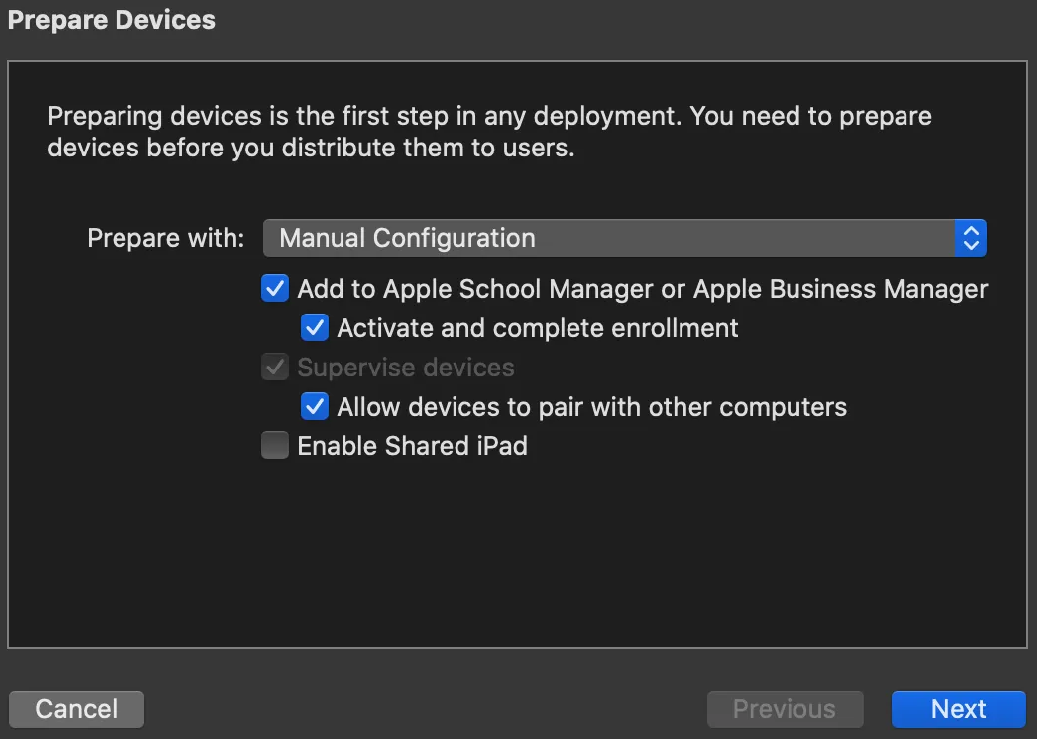 Prepare Devices
Preparing devices is the first step in any deployment. You need to prepare
devices before you distribute them to users.
Prepare with: Manual Configuration
Add to Apple School Manager or Apple Business Manager
Activate and complete enrollment
Supervise devices
Allow devices to pair with other computers
Enable Shared iPad
Cancel Previous Next